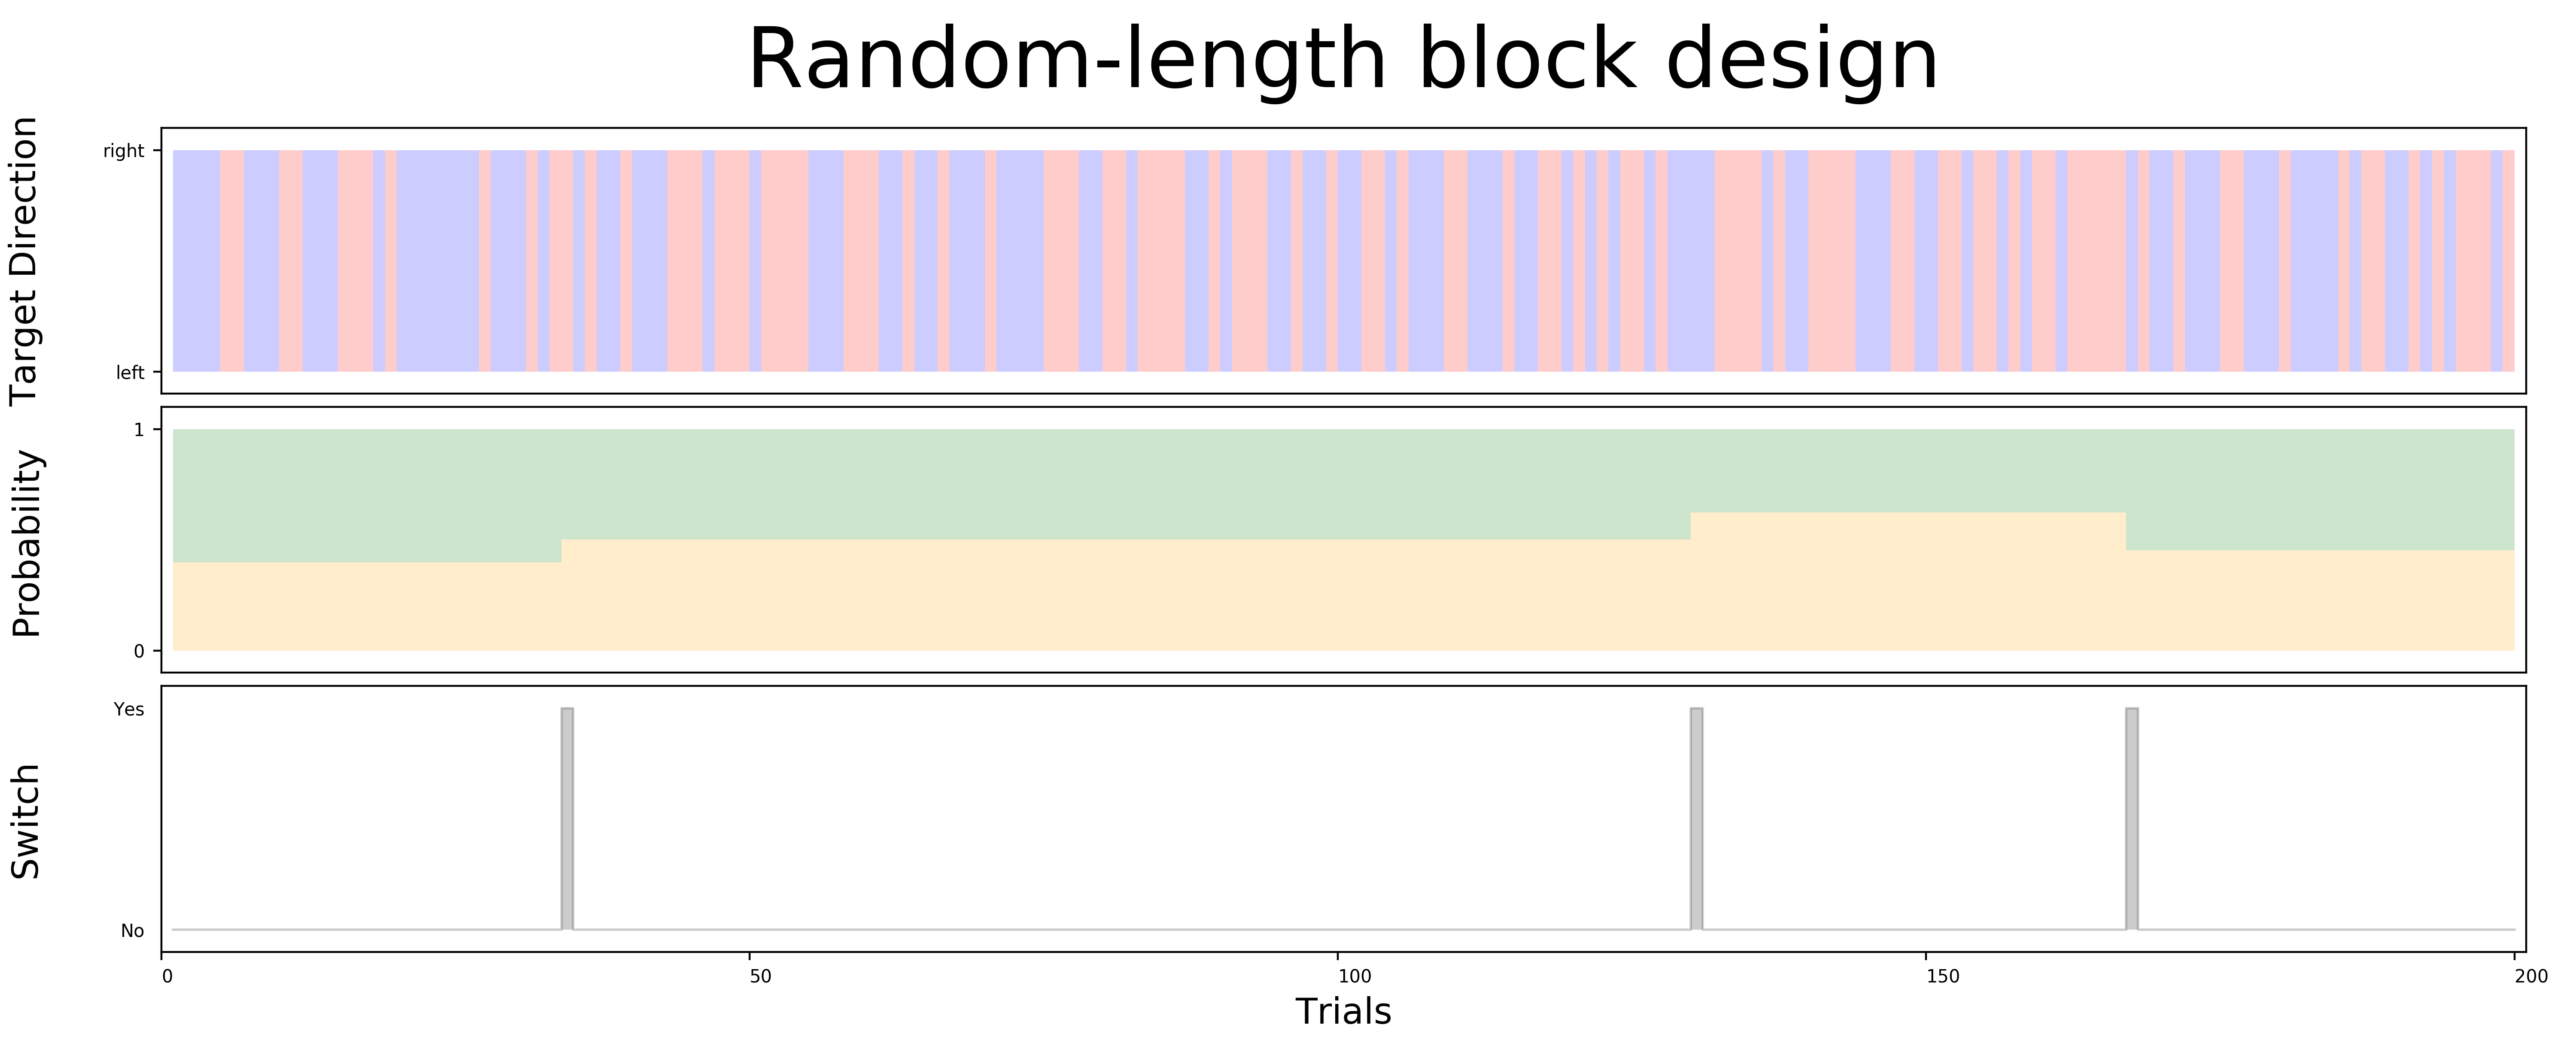 Random-length block design
Target Direction
right
left
Probability
1
0
Switch
Yes
No
0 50 100 150 200
Trials